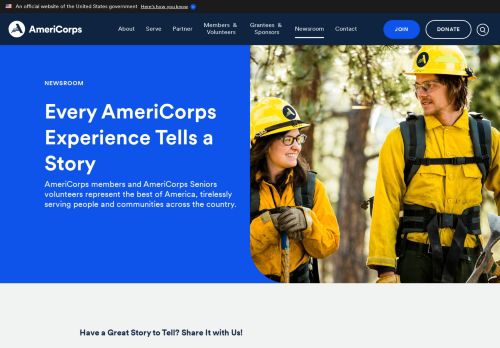 An official website of the United States government Here's how you know
AmeriCorps
About Serve Partner Members & Volunteers Grantees & Sponsors Newsroom Contact JOIN DONATE
NEWSROOM
Every AmeriCorps
Experience Tells a
Story
AmeriCorps members and AmeriCorps Seniors
volunteers represent the best of America, tirelessly
serving people and communities across the country.
Have a Great Story to Tell? Share It with Us!